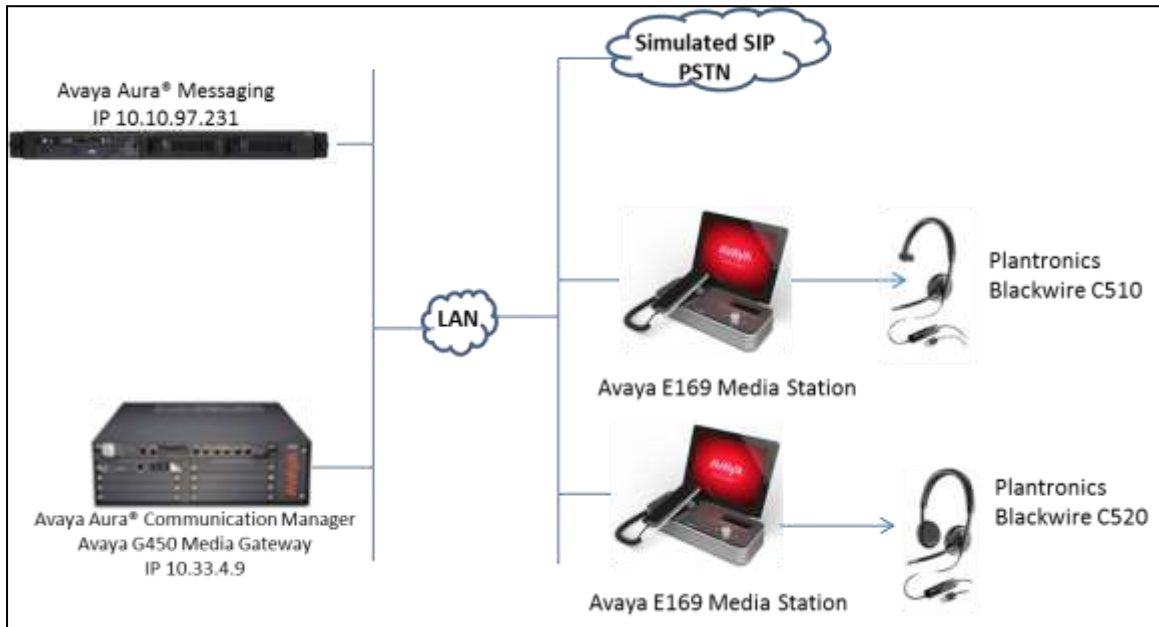 Simulated SIP
PSTN
Avaya Aura® Messaging
IP 10.10.97.231
AVAYA
Plantronics
Blackwire C510
LAN
Avaya E169 Media Station
AVAYA
Plantronics
Blackwire C520
Avaya Aura® Communication Manager
Avaya G450 Media Gateway
IP 10.33.4.9
Avaya E169 Media Station